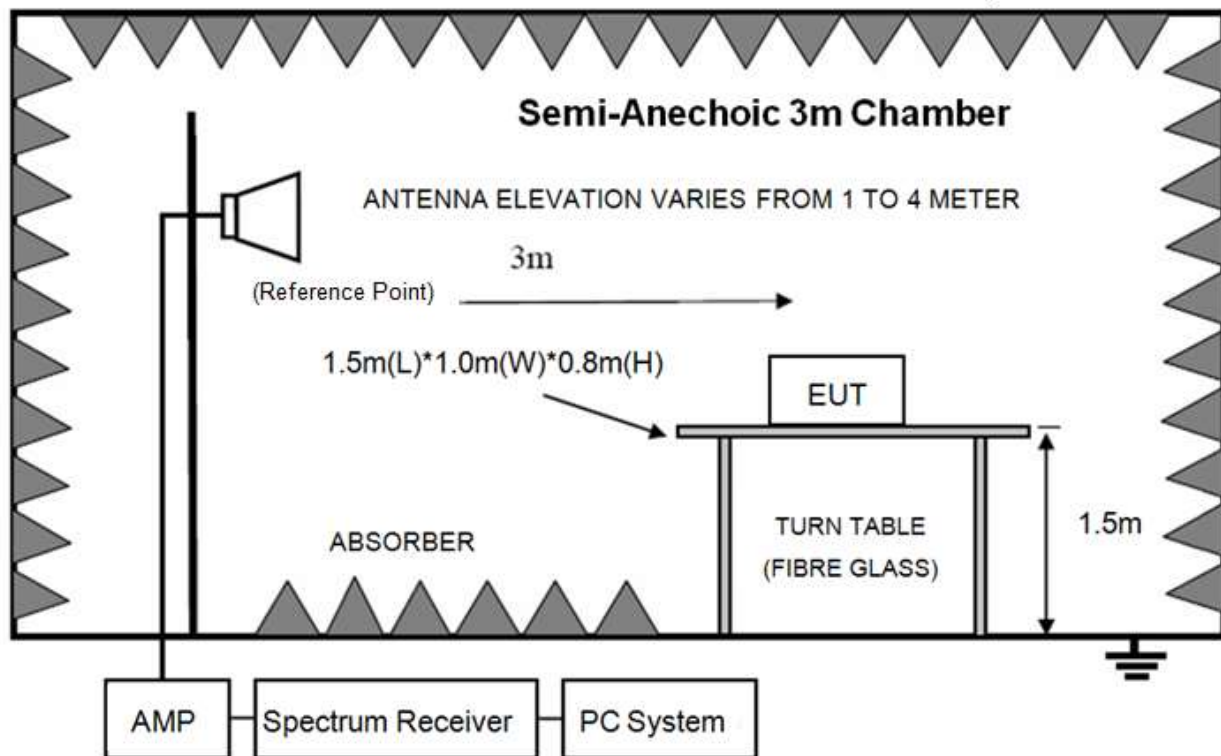 Semi-Anechoic 3m Chamber
ANTENNA ELEVATION VARIES FROM 1 TO 4 METER
3m
(Reference Point)
1.5m(L)*1.0m(W)*0.8m(H)
EUT
ABSORBER
TURN TABLE
(FIBRE GLASS)
1.5m
AMP
Spectrum Receiver
PC System